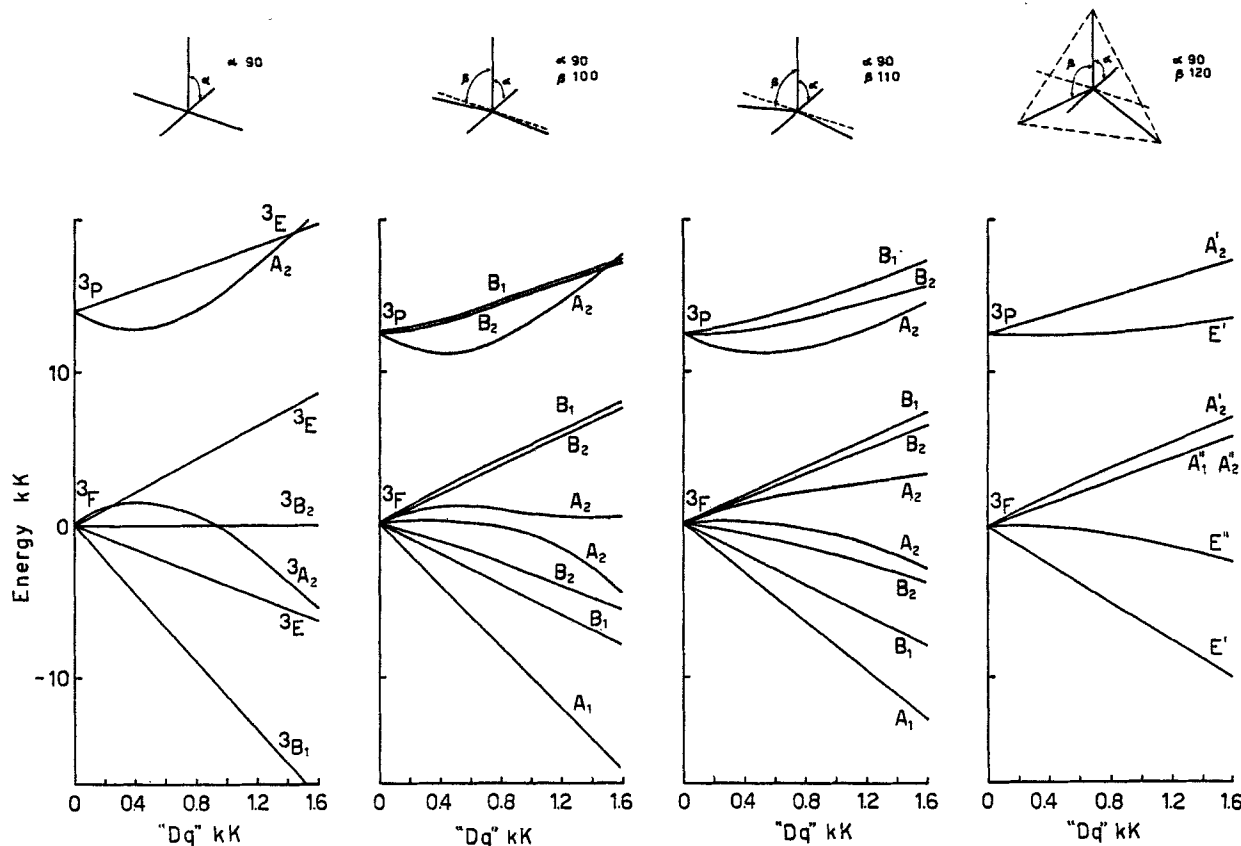 α 90
α
α 90
β 100
β
α
α 90
β 110
β
α
α 90
β 120
β
α
Energy kK
10
0
-10
³E
A₂
³P
³E
³F
³B₂
³A₂
³E
³B₁
0 0.4 0.8 1.2 1.6
"Dq" kK
B₁
³P
B₂
A₂
B₁
B₂
³F
A₂
A₂
B₂
B₁
A₁
0 0.4 0.8 1.2 1.6
"Dq" kK
B₁
B₂
³P
A₂
B₁
B₂
³F
A₂
A₂
B₂
B₁
A₁
0 0.4 0.8 1.2 1.6
"Dq" kK
A₂'
³P
E'
A₂'
A₁" A₂"
³F
E"
E'
0 0.4 0.8 1.2 1.6
"Dq" kK